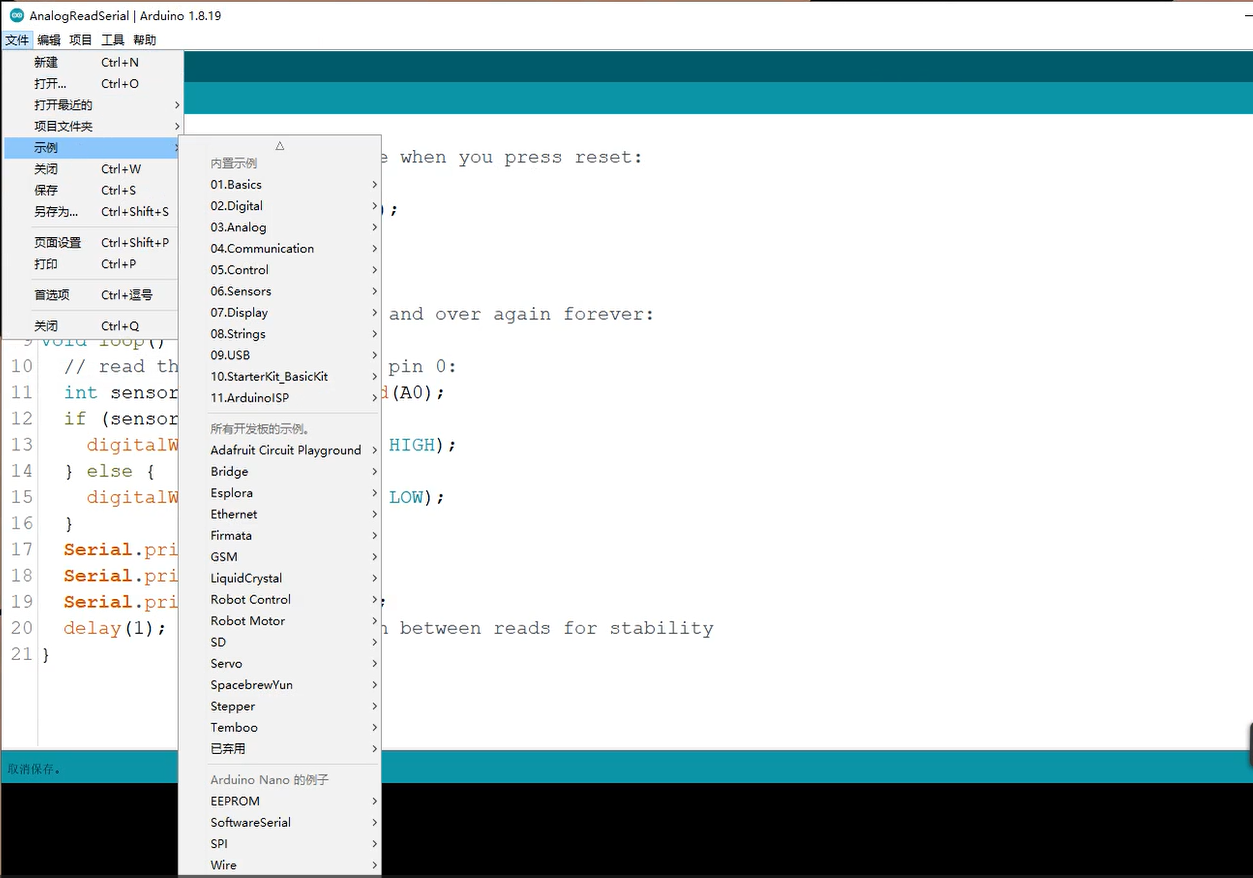 AnalogReadSerial | Arduino 1.8.19
文件 编辑 项目 工具 帮助
新建 Ctrl+N
打开... Ctrl+O
打开最近的
项目文件夹
示例
关闭 Ctrl+W
保存 Ctrl+S
另存为... Ctrl+Shift+S
页面设置 Ctrl+Shift+P
打印 Ctrl+P
首选项 Ctrl+逗号
关闭 Ctrl+Q
内置示例
01.Basics
02.Digital
03.Analog
04.Communication
05.Control
06.Sensors
07.Display
08.Strings
09.USB
10.StarterKit_BasicKit
11.ArduinoISP
所有开发板的示例。
Adafruit Circuit Playground
Bridge
Esplora
Ethernet
Firmata
GSM
LiquidCrystal
Robot Control
Robot Motor
SD
Servo
SpacebrewYun
Stepper
Temboo
已弃用
Arduino Nano 的例子
EEPROM
SoftwareSerial
SPI
Wire
e when you press reset:
);
and over again forever:
9 void loop()
10 // read th pin 0:
11 int sensor d(A0);
12 if (sensor
13 digitalW HIGH);
14 } else {
15 digitalW LOW);
16 }
17 Serial.pri
18 Serial.pri
19 Serial.pri ;
20 delay(1); n between reads for stability
21 }
取消保存。